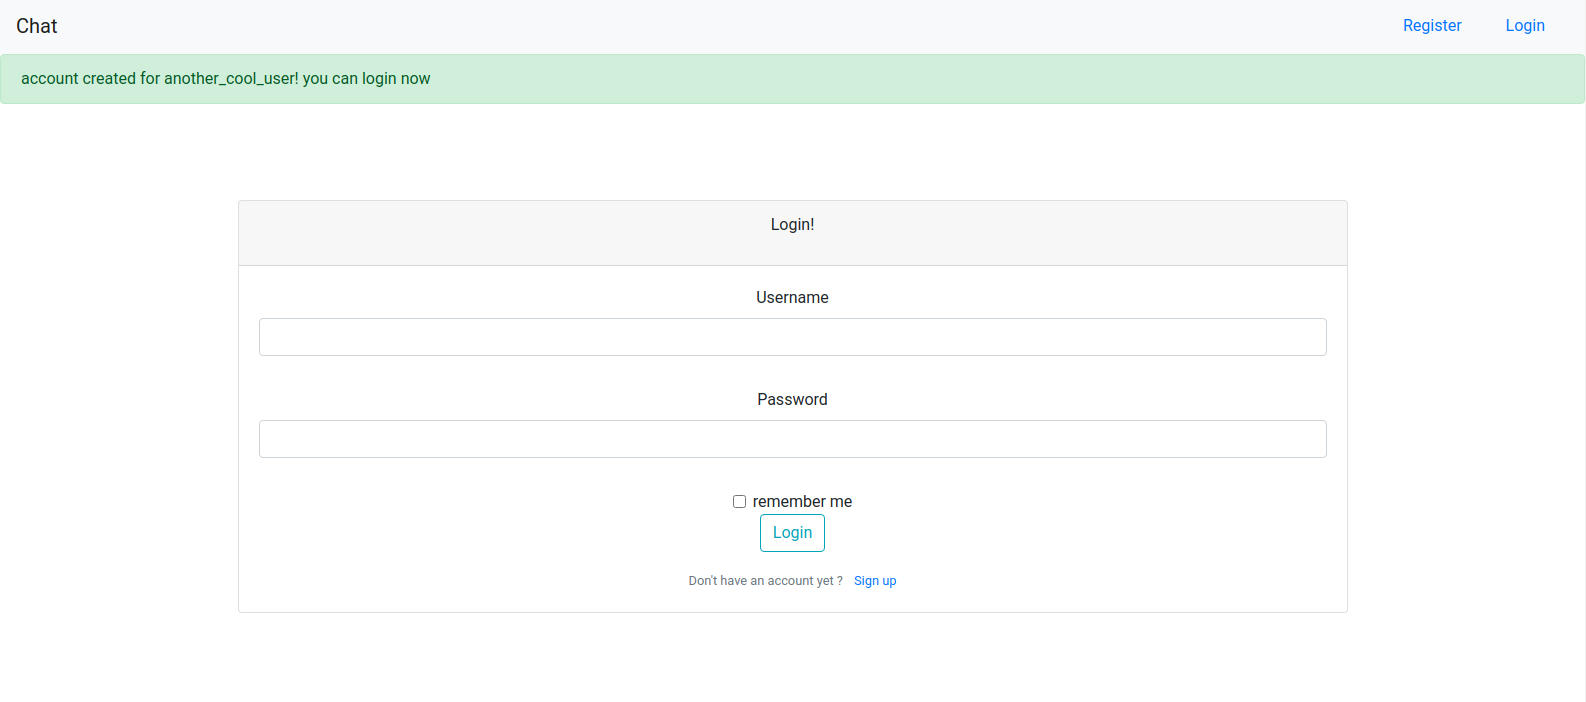 Chat Register Login
account created for another_cool_user! you can login now
Login!
Username
Password
remember me
Login
Don't have an account yet ? Sign up